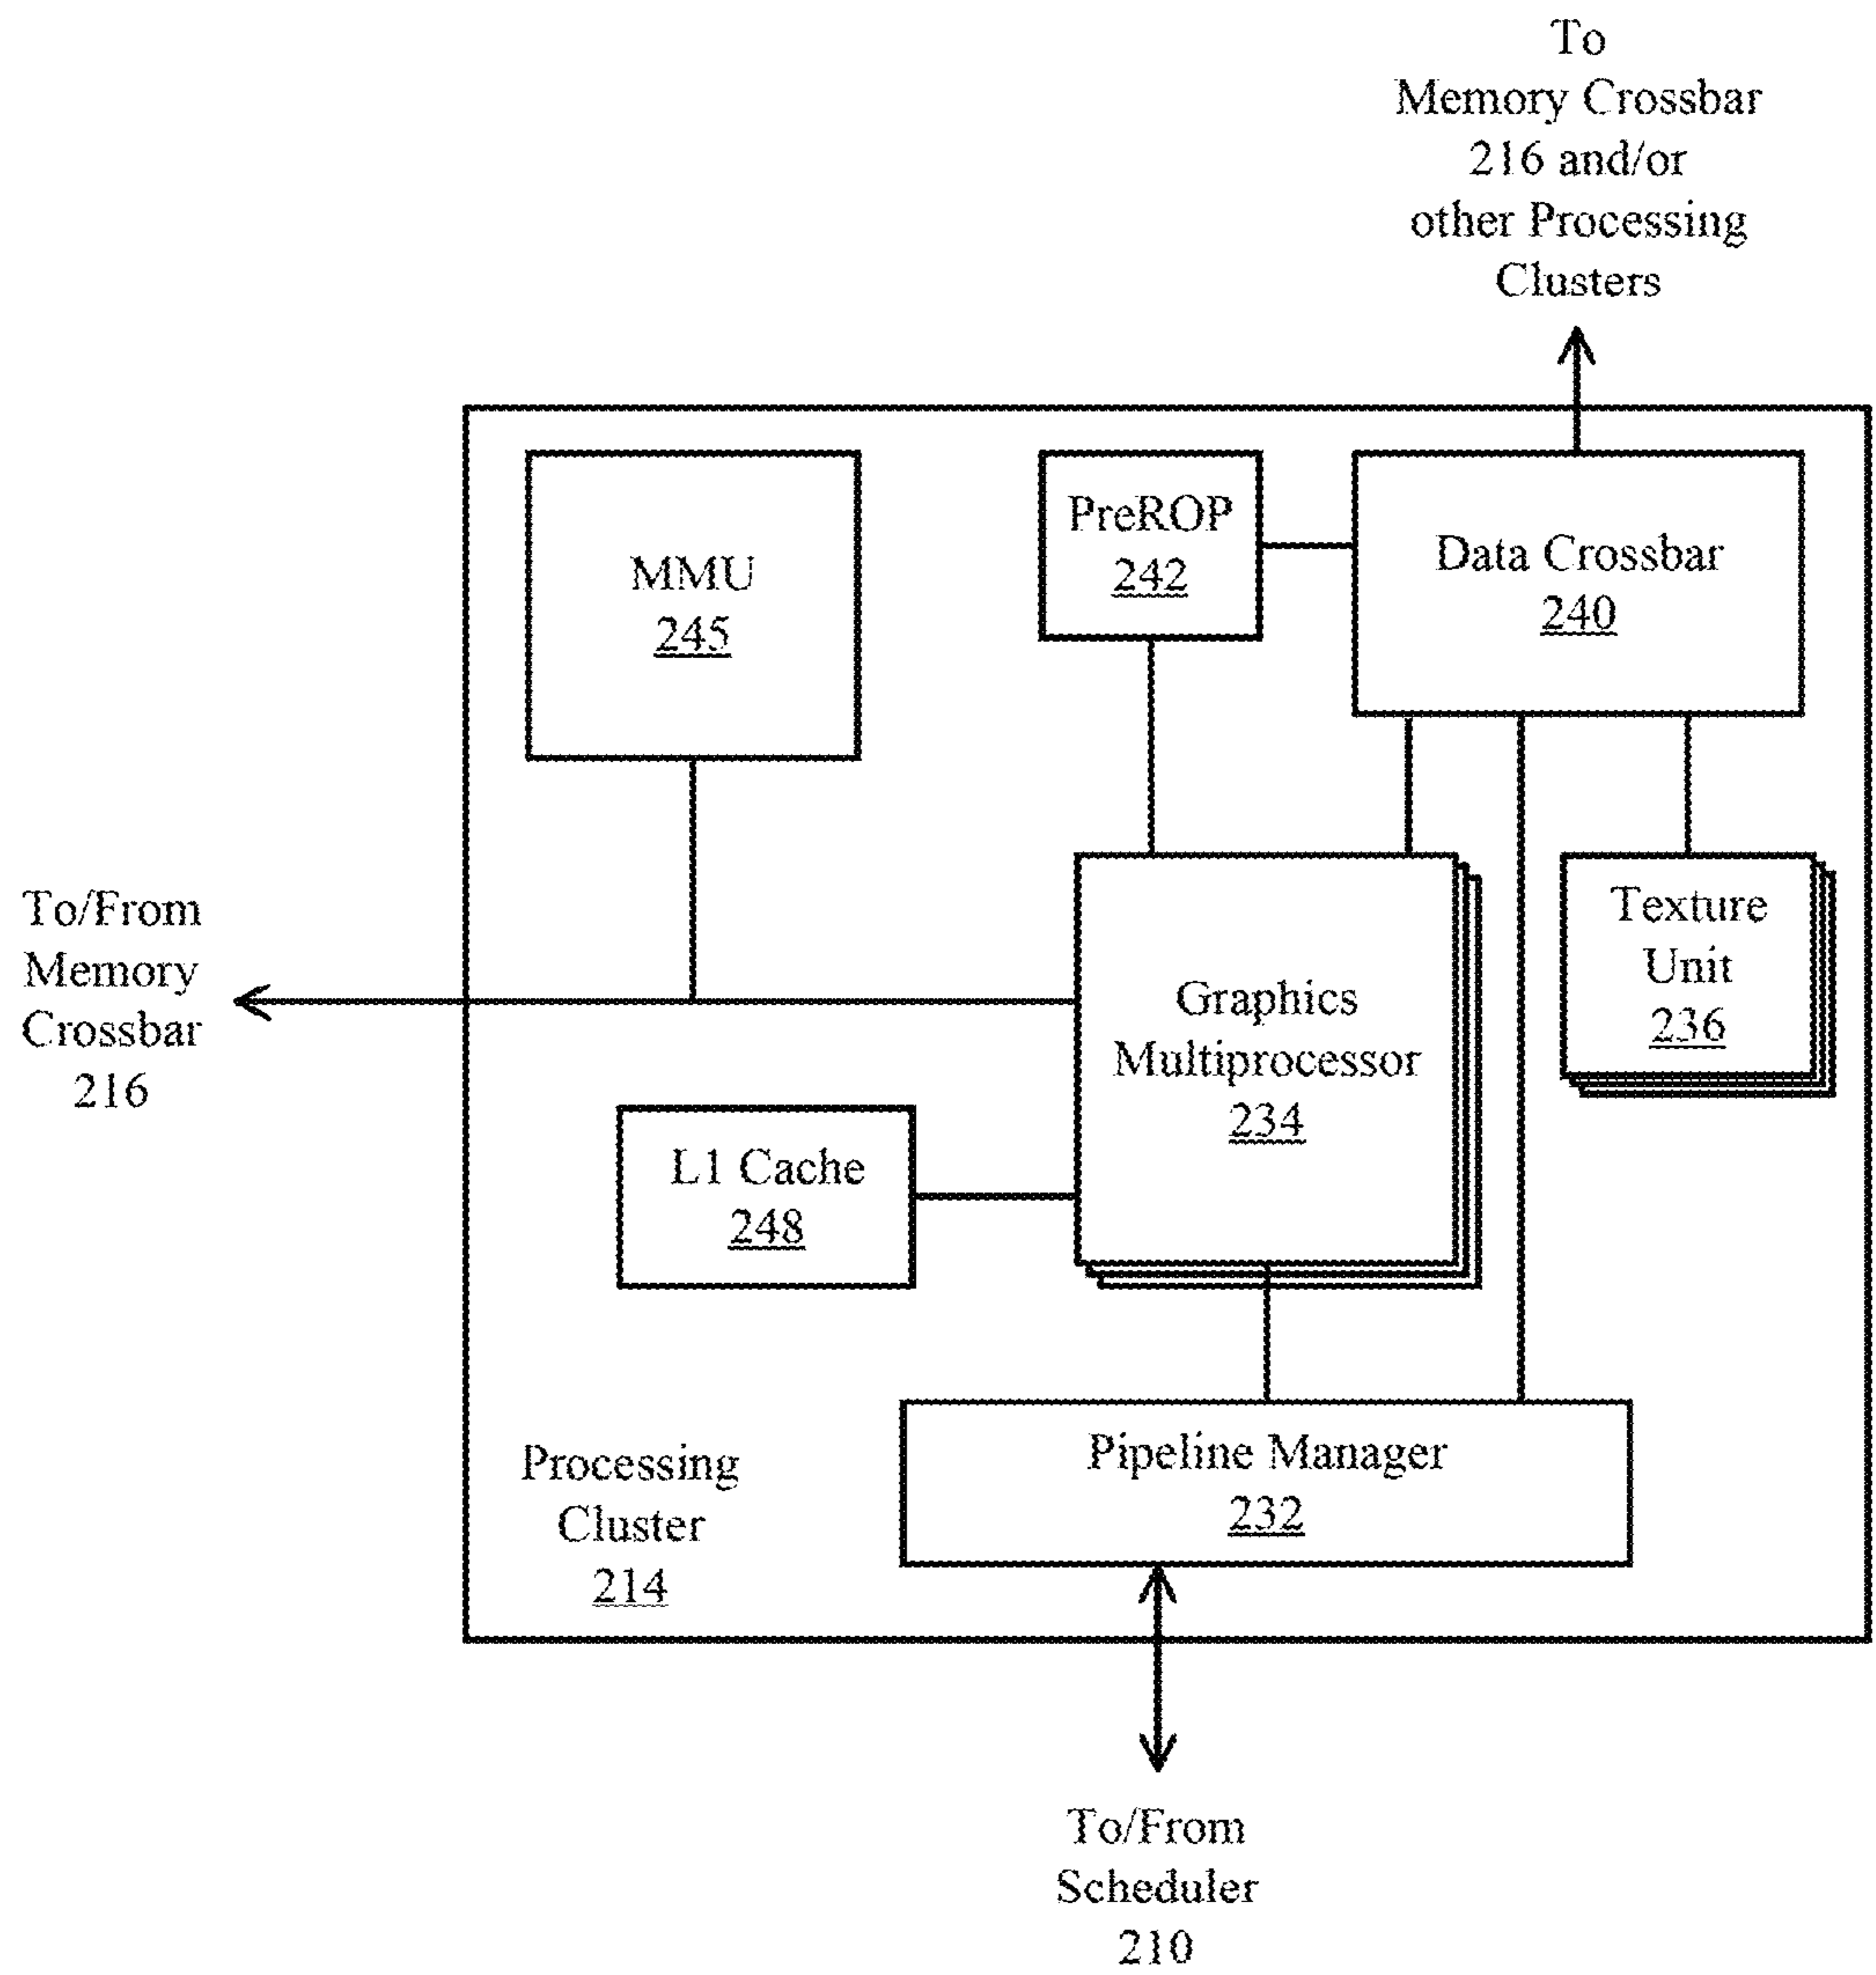 To
Memory Crossbar
216 and/or
other Processing
Clusters
MMU
245
PreROP
242
Data Crossbar
240
To/From
Memory
Crossbar
216
Graphics
Multiprocessor
234
Texture
Unit
236
L1 Cache
248
Processing
Cluster
214
Pipeline Manager
232
To/From
Scheduler
210